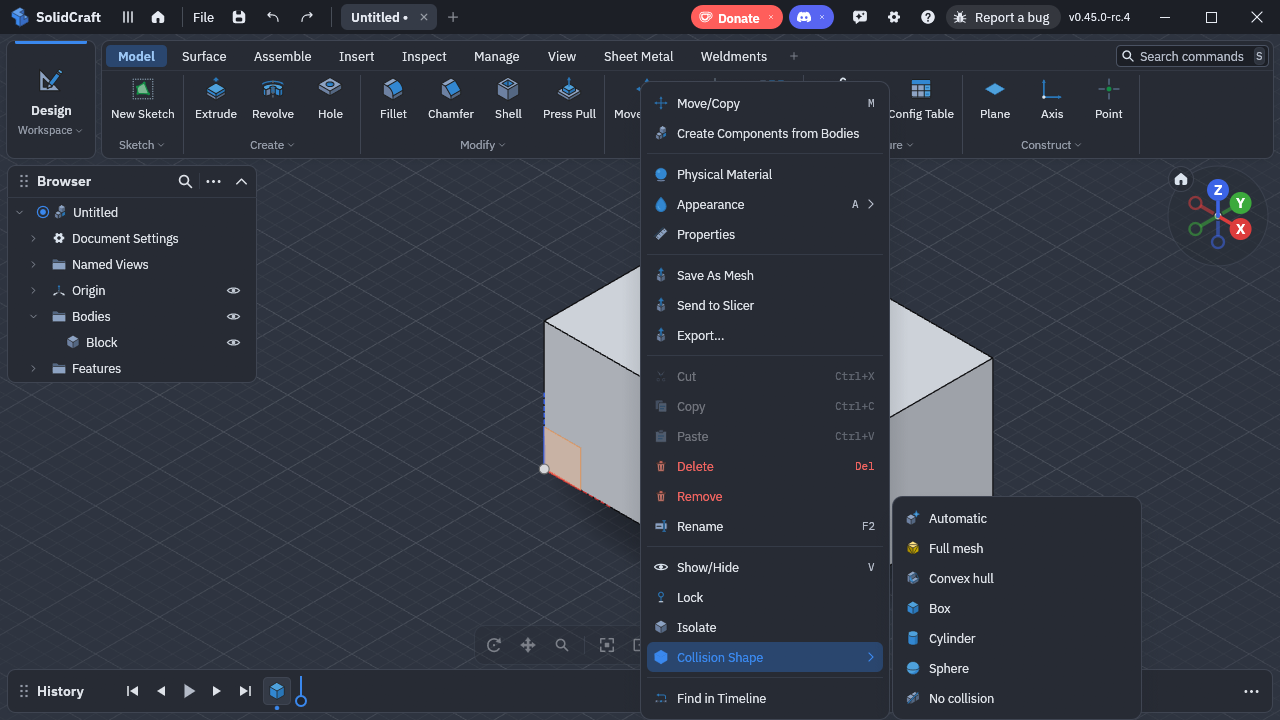 SolidCraft
File
Untitled •
Donate
Report a bug
v0.45.0-rc.4
Model
Surface
Assemble
Insert
Inspect
Manage
View
Sheet Metal
Weldments
Search commands
S
Design
Workspace
New Sketch
Extrude
Revolve
Hole
Fillet
Chamfer
Shell
Press Pull
Config Table
Plane
Axis
Point
Sketch
Create
Modify
Construct
Browser
Untitled
Document Settings
Named Views
Origin
Bodies
Block
Features
Z
Y
X
Move/Copy M
Create Components from Bodies
Physical Material
Appearance A
Properties
Save As Mesh
Send to Slicer
Export...
Cut Ctrl+X
Copy Ctrl+C
Paste Ctrl+V
Delete Del
Remove
Rename F2
Show/Hide V
Lock
Isolate
Collision Shape
Find in Timeline
Automatic
Full mesh
Convex hull
Box
Cylinder
Sphere
No collision
History